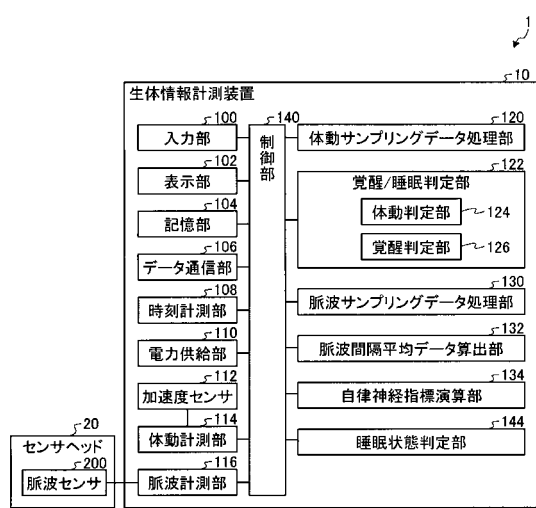 1
10
生体情報計測装置
100
入力部
102
表示部
104
記憶部
106
データ通信部
108
時刻計測部
110
電力供給部
112
加速度センサ
114
体動計測部
116
脈波計測部
20
センサヘッド
200
脈波センサ
140
制御部
120
体動サンプリングデータ処理部
122
覚醒/睡眠判定部
体動判定部
124
覚醒判定部
126
130
脈波サンプリングデータ処理部
132
脈波間隔平均データ算出部
134
自律神経指標演算部
144
睡眠状態判定部